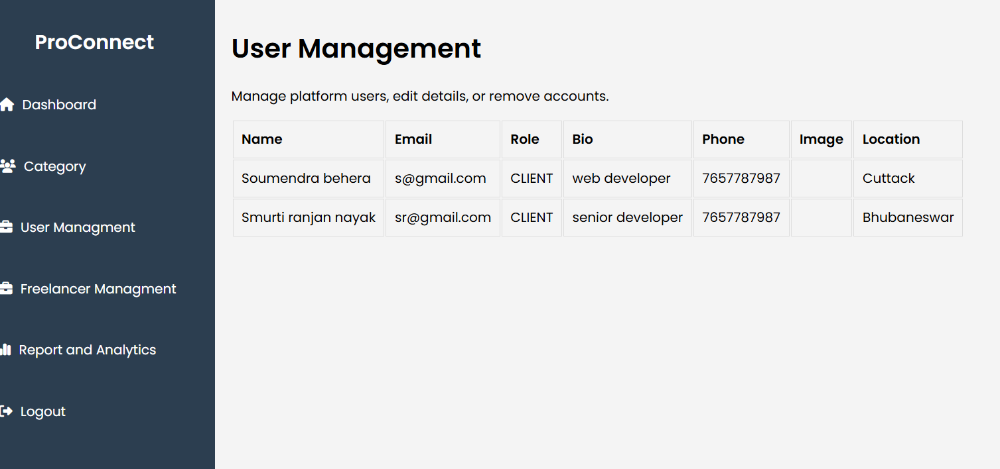 ProConnect
Dashboard
Category
User Managment
Freelancer Managment
Report and Analytics
Logout
User Management
Manage platform users, edit details, or remove accounts.
Name Email Role Bio Phone Image Location
Soumendra behera s@gmail.com CLIENT web developer 7657787987 Cuttack
Smurti ranjan nayak sr@gmail.com CLIENT senior developer 7657787987 Bhubaneswar